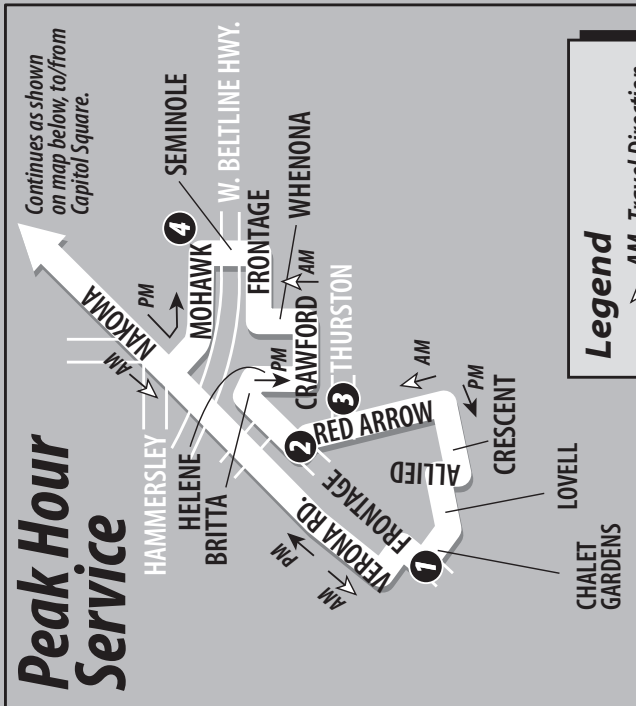 Peak Hour
Service
Continues as shown
on map below, to/from
Capitol Square.
HAMMERSLEY
NAKOMA
AM
PM
MOHAWK
4
SEMINOLE
W. BELTLINE HWY.
FRONTAGE
WHENONA
AM
HELENE
BRITTA
PM
CRAWFORD
THURSTON
3
2
RED ARROW
AM
PM
VERONA RD.
FRONTAGE
PM
AM
ALLIED
CRESCENT
LOVELL
1
CHALET
GARDENS
Legend
AM Travel Direction